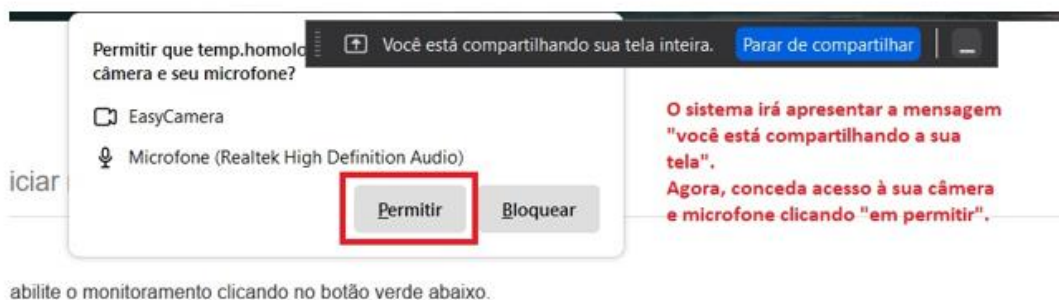 Permitir que temp.homolo
câmera e seu microfone?
Você está compartilhando sua tela inteira.
Parar de compartilhar
EasyCamera
Microfone (Realtek High Definition Audio)
Permitir
Bloquear
O sistema irá apresentar a mensagem
"você está compartilhando a sua
tela".
Agora, conceda acesso à sua câmera
e microfone clicando "em permitir".
iciar
abilite o monitoramento clicando no botão verde abaixo.